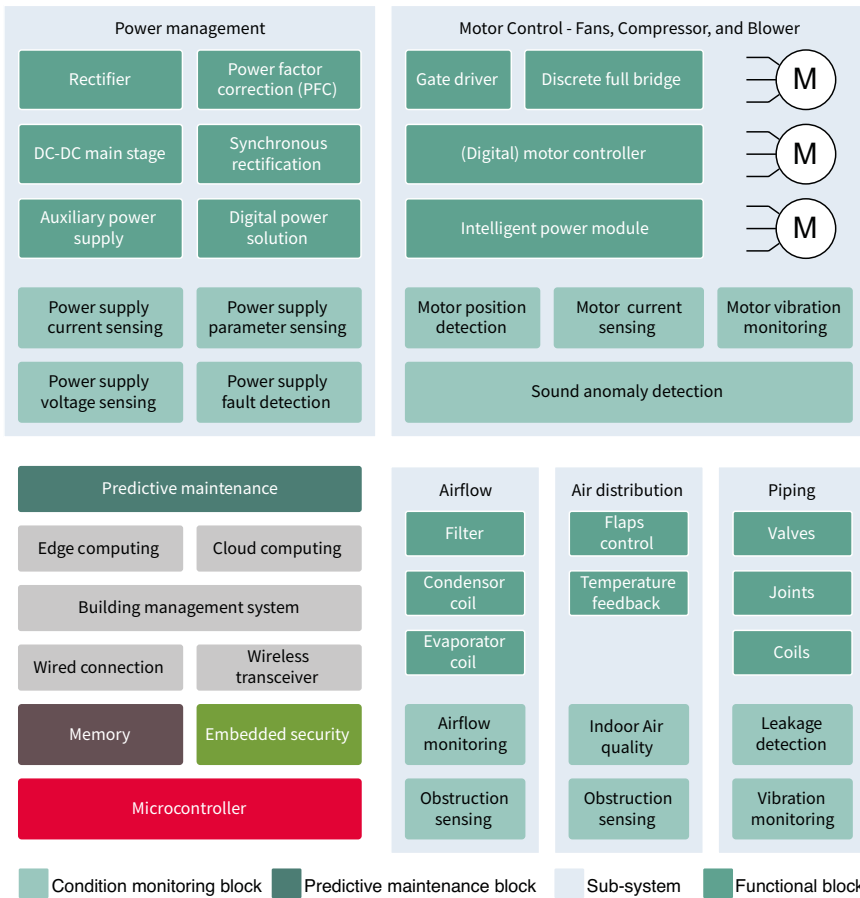 Power management
Rectifier
Power factor
correction (PFC)
DC-DC main stage
Synchronous
rectification
Auxiliary power
supply
Digital power
solution
Power supply
current sensing
Power supply
parameter sensing
Power supply
voltage sensing
Power supply
fault detection
Motor Control - Fans, Compressor, and Blower
Gate driver
Discrete full bridge
M
(Digital) motor controller
M
Intelligent power module
M
Motor position
detection
Motor current
sensing
Motor vibration
monitoring
Sound anomaly detection
Predictive maintenance
Edge computing
Cloud computing
Building management system
Wired connection
Wireless
transceiver
Memory
Embedded security
Microcontroller
Airflow
Filter
Condensor
coil
Evaporator
coil
Airflow
monitoring
Obstruction
sensing
Air distribution
Flaps
control
Temperature
feedback
Indoor Air
quality
Obstruction
sensing
Piping
Valves
Joints
Coils
Leakage
detection
Vibration
monitoring
Condition monitoring block
Predictive maintenance block
Sub-system
Functional block